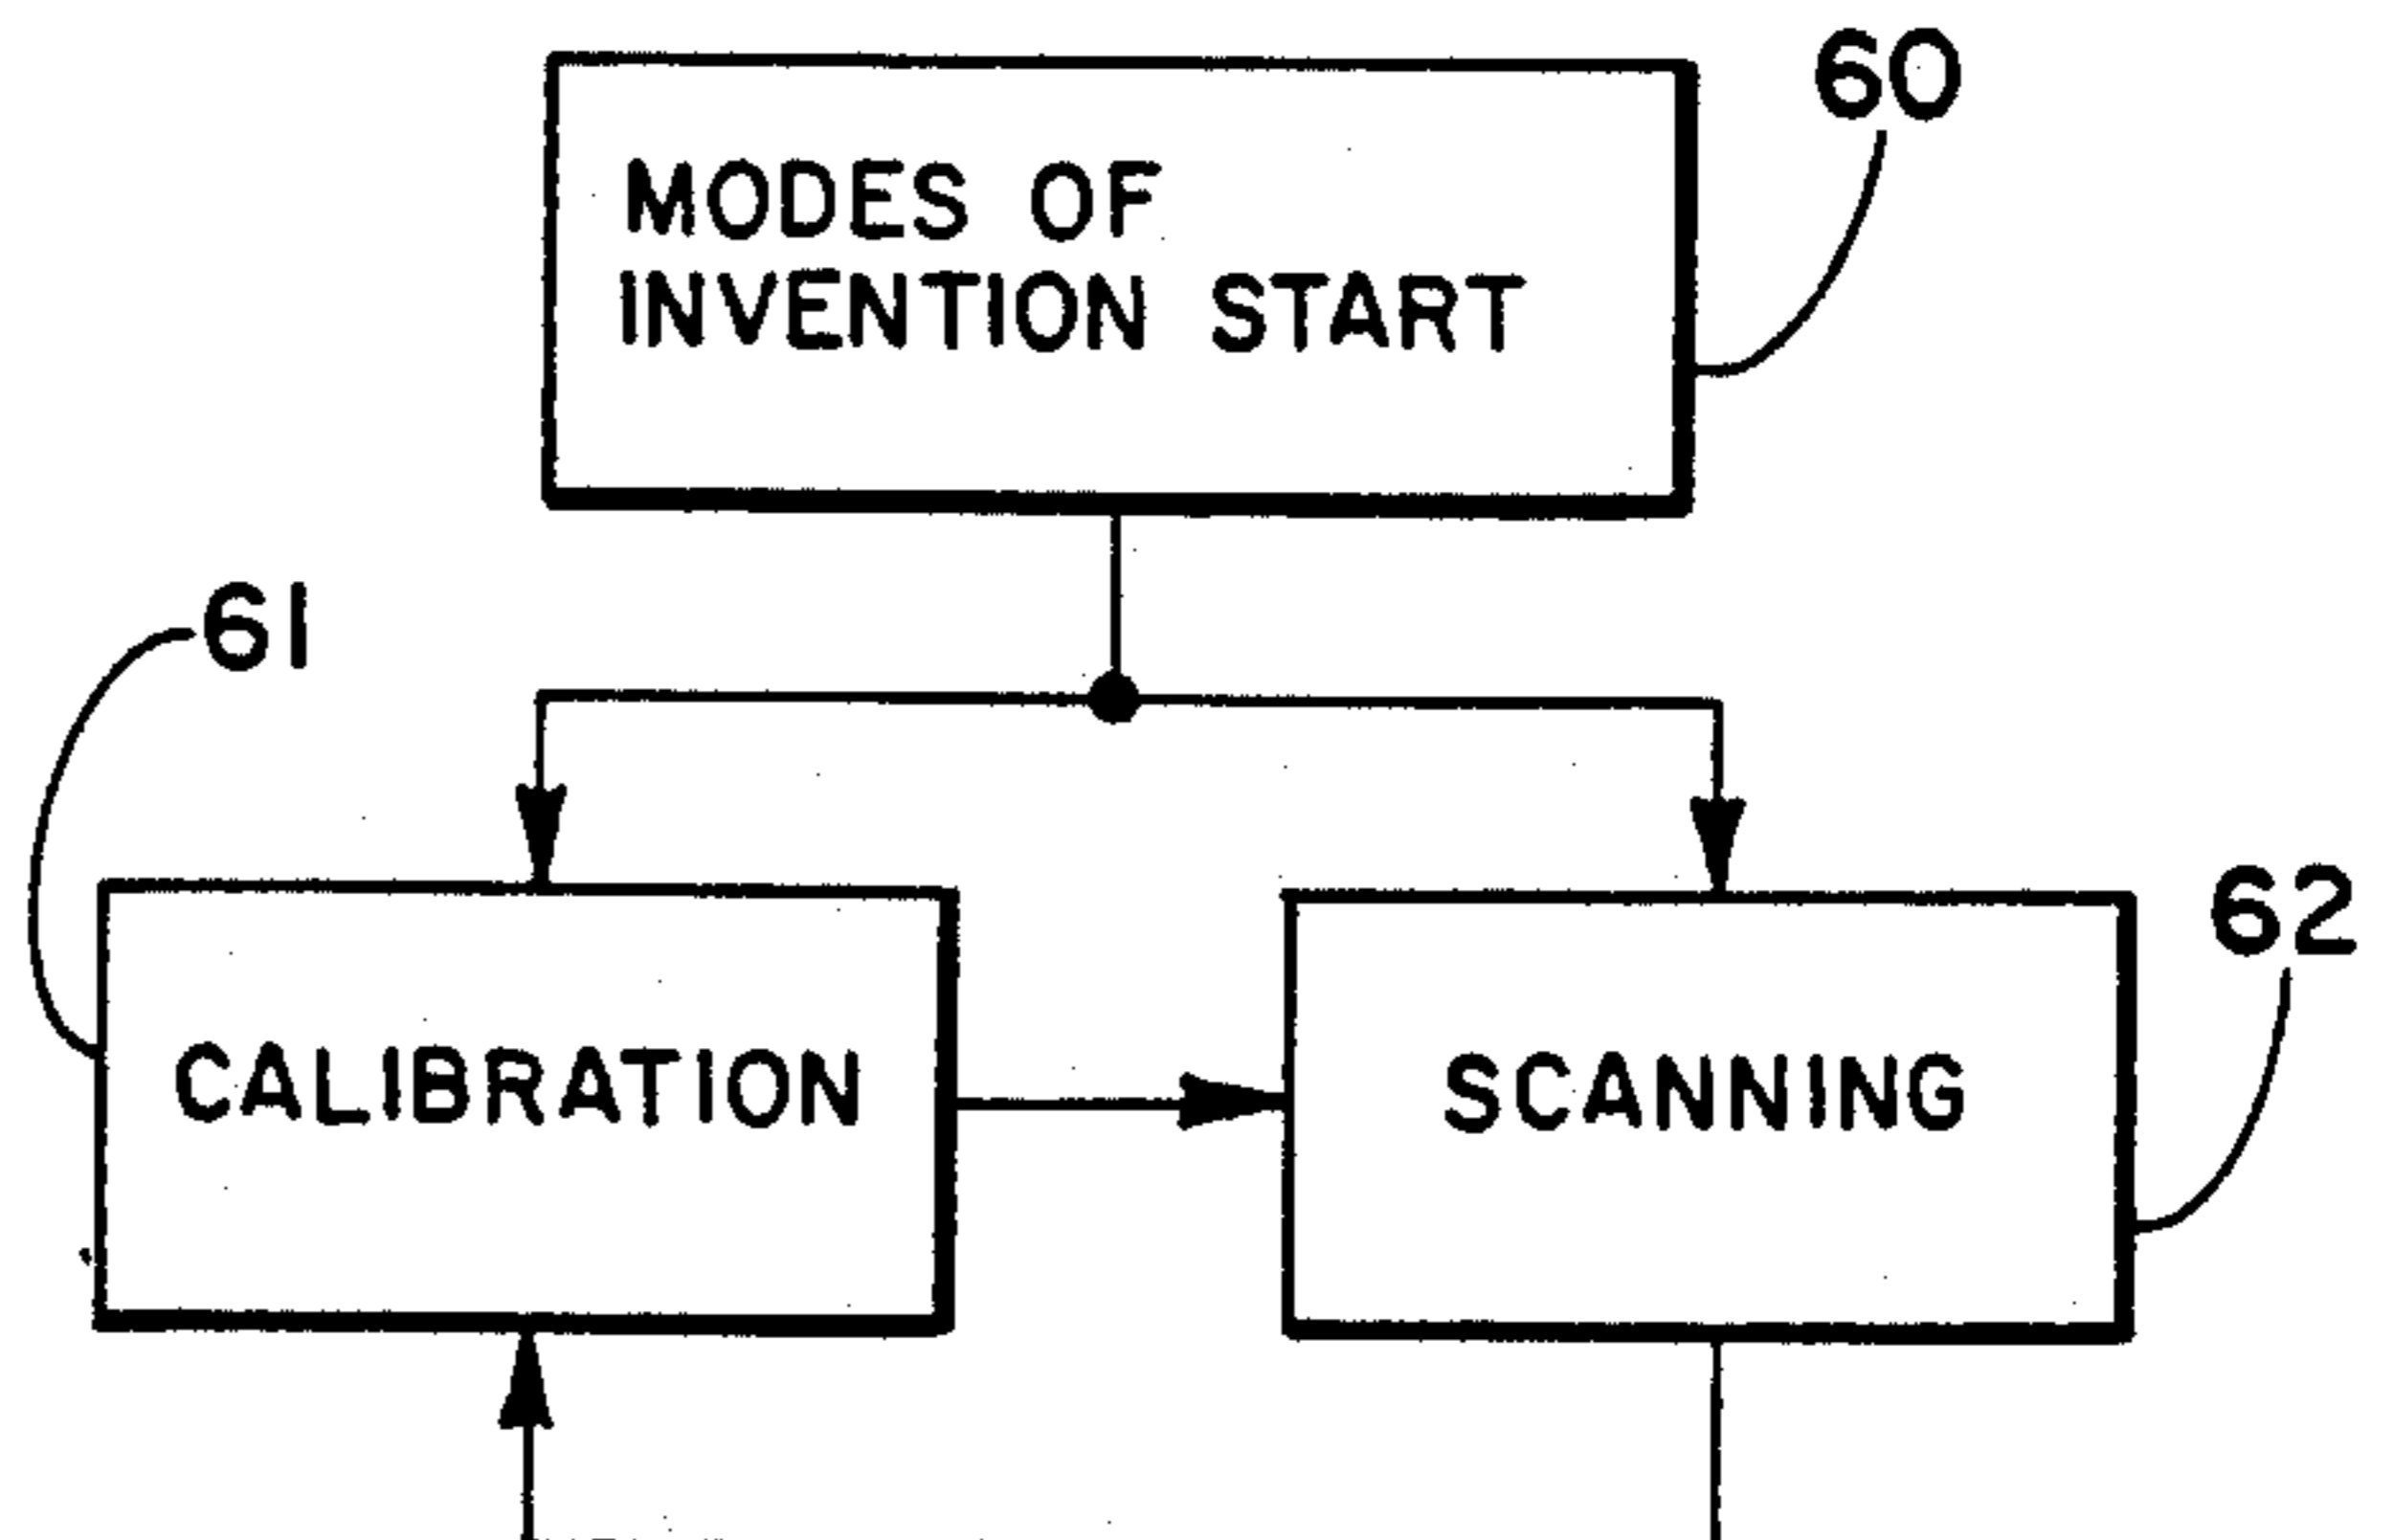 60
MODES OF
INVENTION START
61
62
CALIBRATION
SCANNING